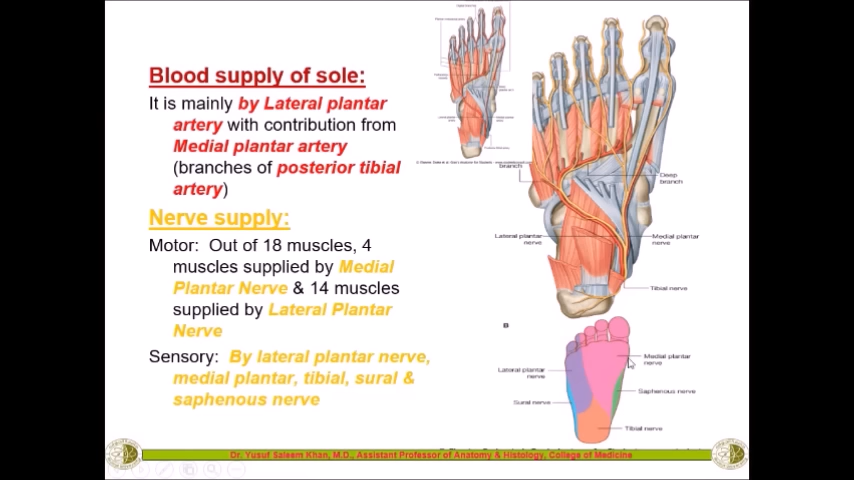 Blood supply of sole:
It is mainly by Lateral plantar
artery with contribution from
Medial plantar artery
(branches of posterior tibial
artery)
Nerve supply:
Motor: Out of 18 muscles, 4
muscles supplied by Medial
Plantar Nerve & 14 muscles
supplied by Lateral Plantar
Nerve
Sensory: By lateral plantar nerve,
medial plantar, tibial, sural &
saphenous nerve
branch
Deep
branch
Lateral plantar
nerve
Medial plantar
nerve
Tibial nerve
B
Medial plantar
nerve
Lateral plantar
nerve
Saphenous nerve
Sural nerve
Tibial nerve
Dr. Yusuf Saleem Khan, M.D., Assistant Professor of Anatomy & Histology, College of Medicine